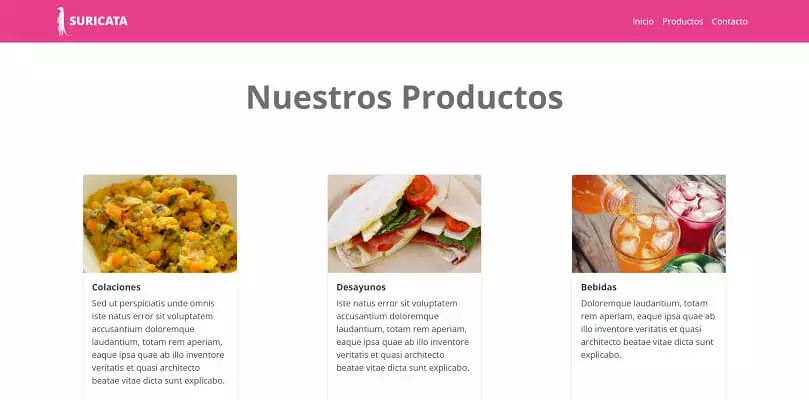 SURICATA
Inicio Productos Contacto
Nuestros Productos
Colaciones
Sed ut perspiciatis unde omnis
iste natus error sit voluptatem
accusantium doloremque
laudantium, totam rem aperiam,
eaque ipsa quae ab illo inventore
veritatis et quasi architecto
beatae vitae dicta sunt explicabo.
Desayunos
Iste natus error sit voluptatem
accusantium doloremque
laudantium, totam rem aperiam,
eaque ipsa quae ab illo inventore
veritatis et quasi architecto
beatae vitae dicta sunt explicabo.
Bebidas
Doloremque laudantium, totam
rem aperiam, eaque ipsa quae ab
illo inventore veritatis et quasi
architecto beatae vitae dicta sunt
explicabo.